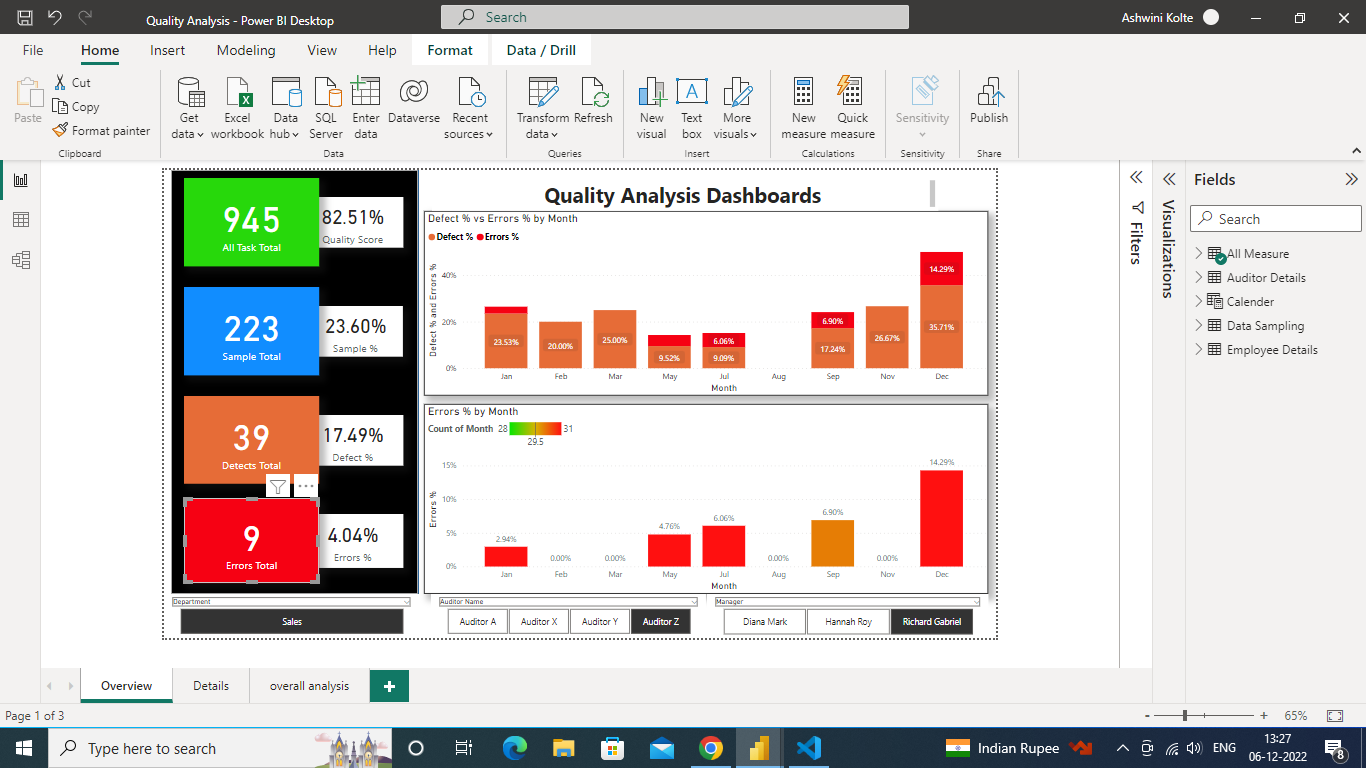 Quality Analysis - Power BI Desktop
Search
Ashwini Kolte
File Home Insert Modeling View Help Format Data / Drill
Paste
Cut
Copy
Format painter
Clipboard
Get data
Excel workbook
Data hub
SQL Server
Enter data
Dataverse
Recent sources
Data
Transform data
Refresh
Queries
New visual
Text box
More visuals
Insert
New measure
Quick measure
Calculations
Sensitivity
Sensitivity
Publish
Share
945
All Task Total
82.51%
Quality Score
223
Sample Total
23.60%
Sample %
39
Detects Total
17.49%
Defect %
9
Errors Total
4.04%
Errors %
Quality Analysis Dashboards
Defect % vs Errors % by Month
Defect % Errors %
Defect % and Errors %
40%
20%
0%
23.53%
20.00%
25.00%
9.52%
6.06%
9.09%
6.90%
17.24%
26.67%
14.29%
35.71%
Jan Feb Mar May Jul Aug Sep Nov Dec
Month
Errors % by Month
Count of Month 28 31
29.5
Errors %
15%
10%
5%
0%
2.94%
0.00%
0.00%
4.76%
6.06%
0.00%
6.90%
0.00%
14.29%
Jan Feb Mar May Jul Aug Sep Nov Dec
Month
Department
Sales
Auditor Name
Auditor A Auditor X Auditor Y Auditor Z
Manager
Diana Mark Hannah Roy Richard Gabriel
Filters
Visualizations
Fields
Search
All Measure
Auditor Details
Calender
Data Sampling
Employee Details
Overview Details overall analysis
Page 1 of 3
- + 65%
Type here to search
Indian Rupee
ENG
13:27
06-12-2022
8